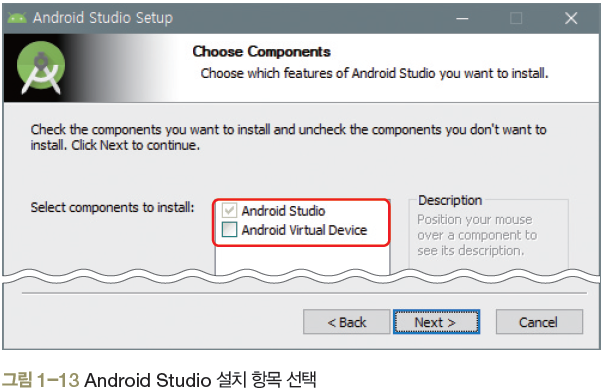 Android Studio Setup
Choose Components
Choose which features of Android Studio you want to install.
Check the components you want to install and uncheck the components you don't want to
install. Click Next to continue.
Select components to install:
Android Studio
Android Virtual Device
Description
Position your mouse
over a component to
see its description.
< Back
Next >
Cancel
그림 1-13 Android Studio 설치 항목 선택